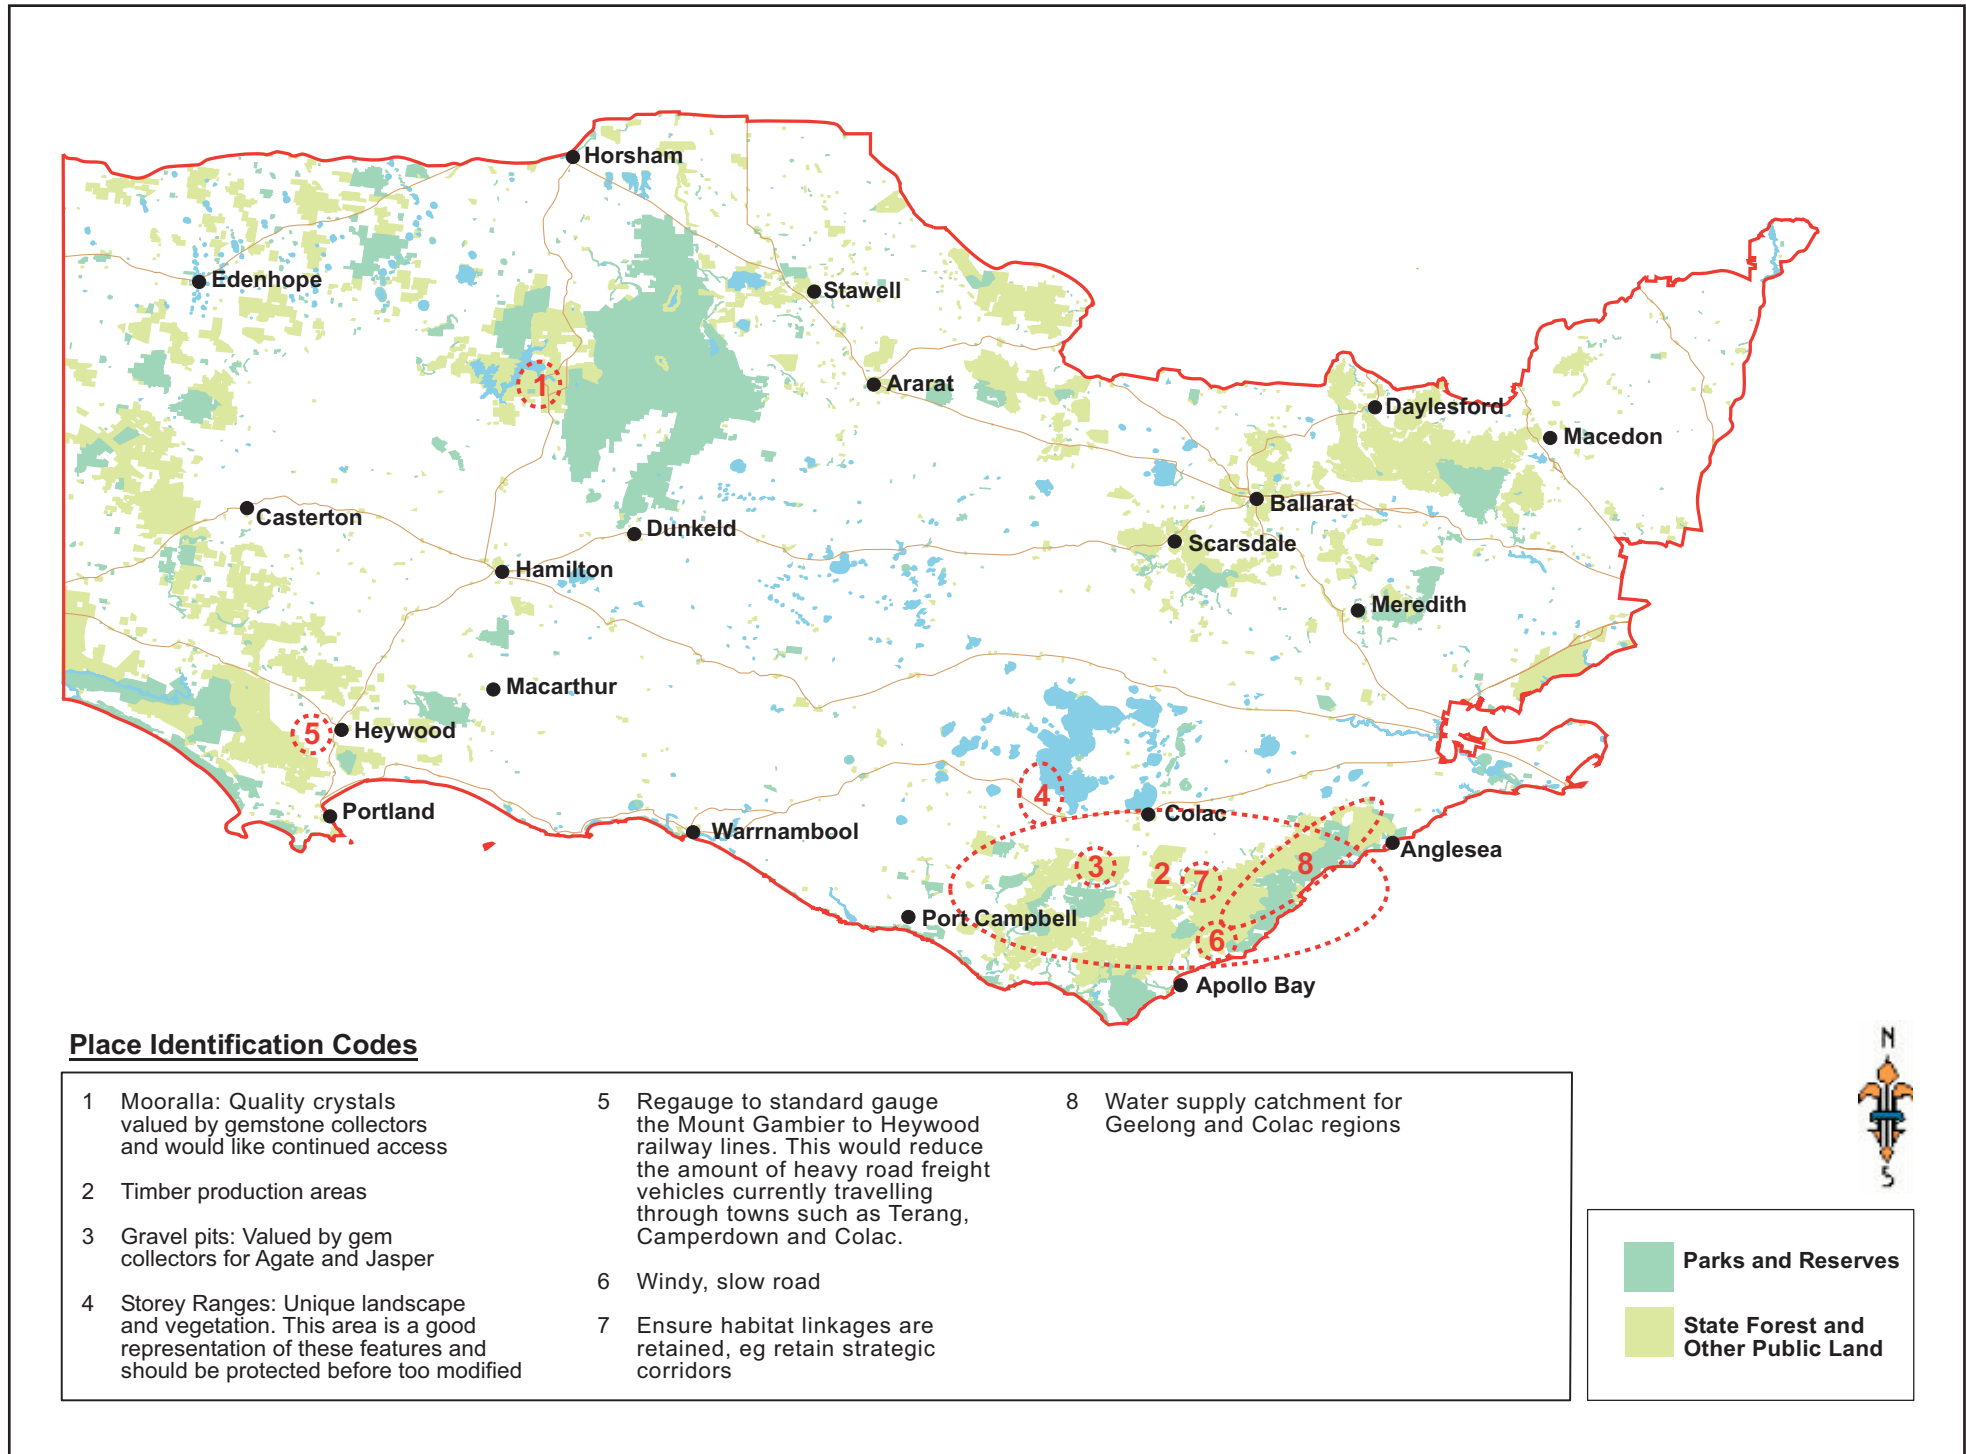 Horsham
Edenhope
Stawell
1
Ararat
Daylesford
Macedon
Casterton
Dunkeld
Ballarat
Scarsdale
Hamilton
Meredith
Macarthur
5
Heywood
4
Portland
Colac
Warrnambool
Anglesea
3
2
7
8
Port Campbell
6
Apollo Bay
Place Identification Codes
1 Mooralla: Quality crystals
valued by gemstone collectors
and would like continued access
2 Timber production areas
3 Gravel pits: Valued by gem
collectors for Agate and Jasper
4 Storey Ranges: Unique landscape
and vegetation. This area is a good
representation of these features and
should be protected before too modified
5 Regauge to standard gauge
the Mount Gambier to Heywood
railway lines. This would reduce
the amount of heavy road freight
vehicles currently travelling
through towns such as Terang,
Camperdown and Colac.
6 Windy, slow road
7 Ensure habitat linkages are
retained, eg retain strategic
corridors
8 Water supply catchment for
Geelong and Colac regions
N
S
Parks and Reserves
State Forest and
Other Public Land